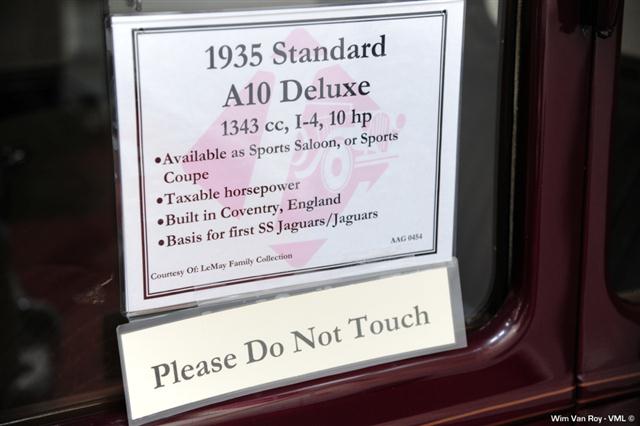 1935 Standard
A10 Deluxe
1343 cc, I-4, 10 hp
•Available as Sports Saloon, or Sports
Coupe
•Taxable horsepower
•Built in Coventry, England
•Basis for first SS Jaguars/Jaguars
AAG 0454
Courtesy Of: LeMay Family Collection
Please Do Not Touch
Wim Van Roy - VML ©